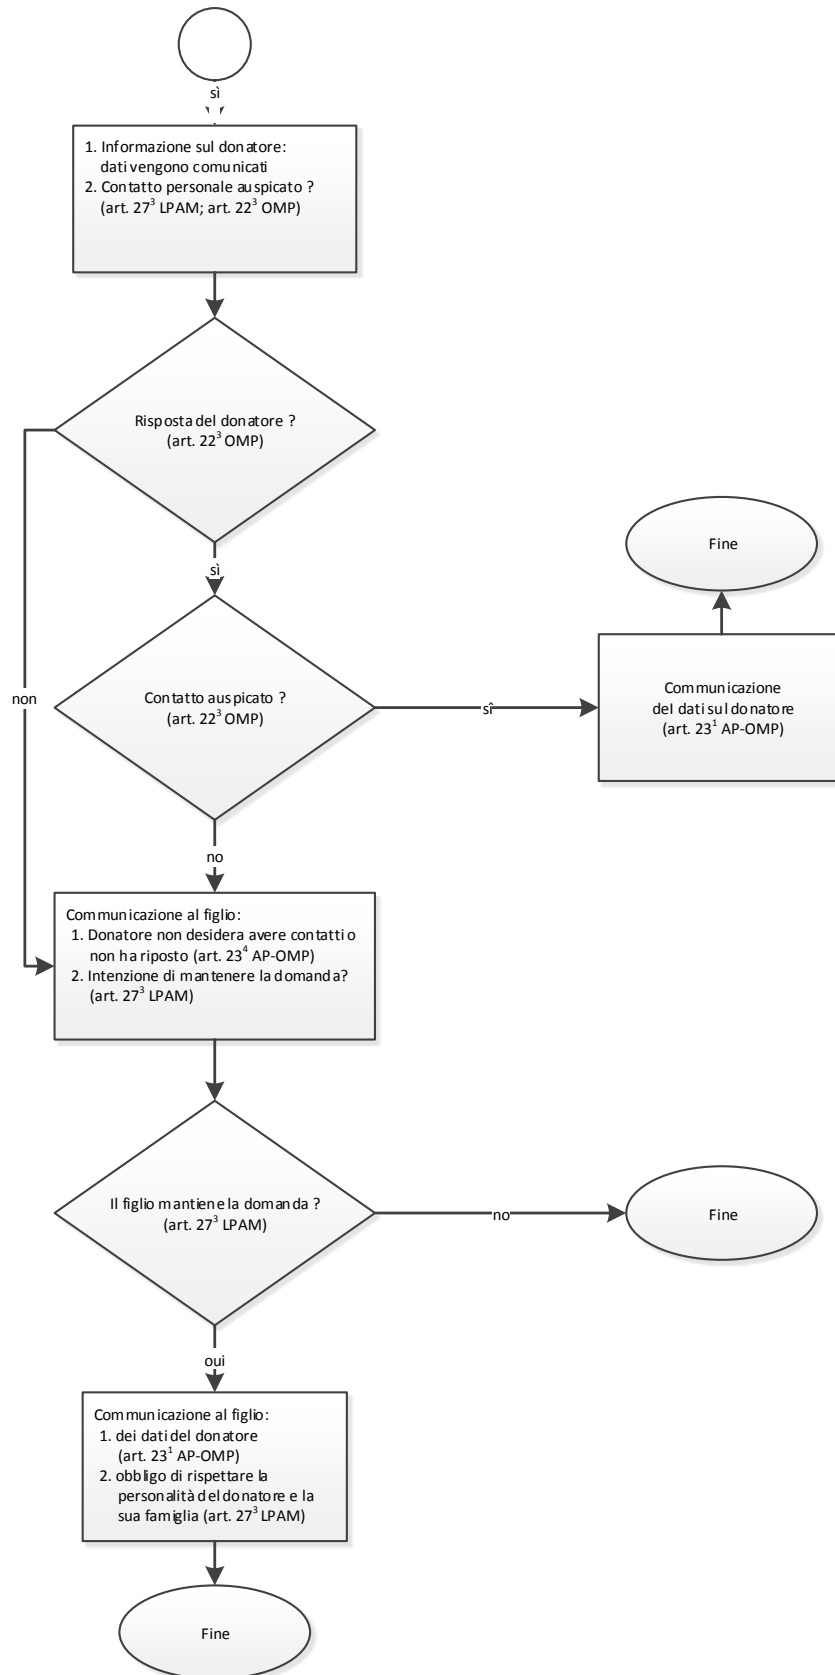 sì
1. Informazione sul donatore:
dati vengono comunicati
2. Contatto personale auspicato ?
(art. 27³ LPAM; art. 22³ OMP)
Risposta del donatore ?
(art. 22³ OMP)
Fine
sì
non
Contatto auspicato ?
(art. 22³ OMP)
sî
Communicazione
del dati sul donatore
(art. 23¹ AP-OMP)
no
Communicazione al figlio:
1. Donatore non desidera avere contatti o
non ha riposto (art. 23⁴ AP-OMP)
2. Intenzione di mantenere la domanda?
(art. 27³ LPAM)
Il figlio mantiene la domanda ?
(art. 27³ LPAM)
no
Fine
oui
Communicazione al figlio:
1. dei dati del donatore
(art. 23¹ AP-OMP)
2. obbligo di rispettare la
personalità del donatore e la
sua famiglia (art. 27³ LPAM)
Fine